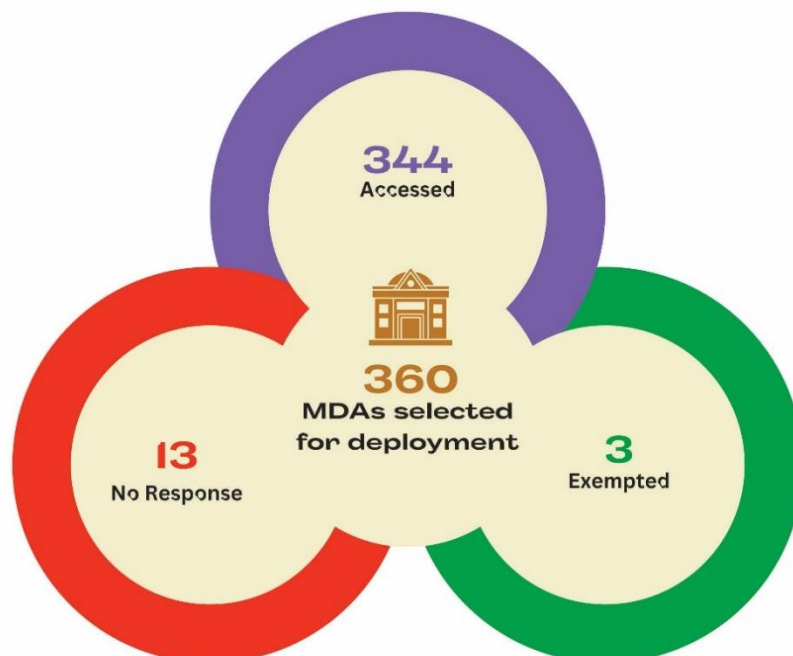 344
Accessed
360
MDAs selected
for deployment
13
No Response
3
Exempted